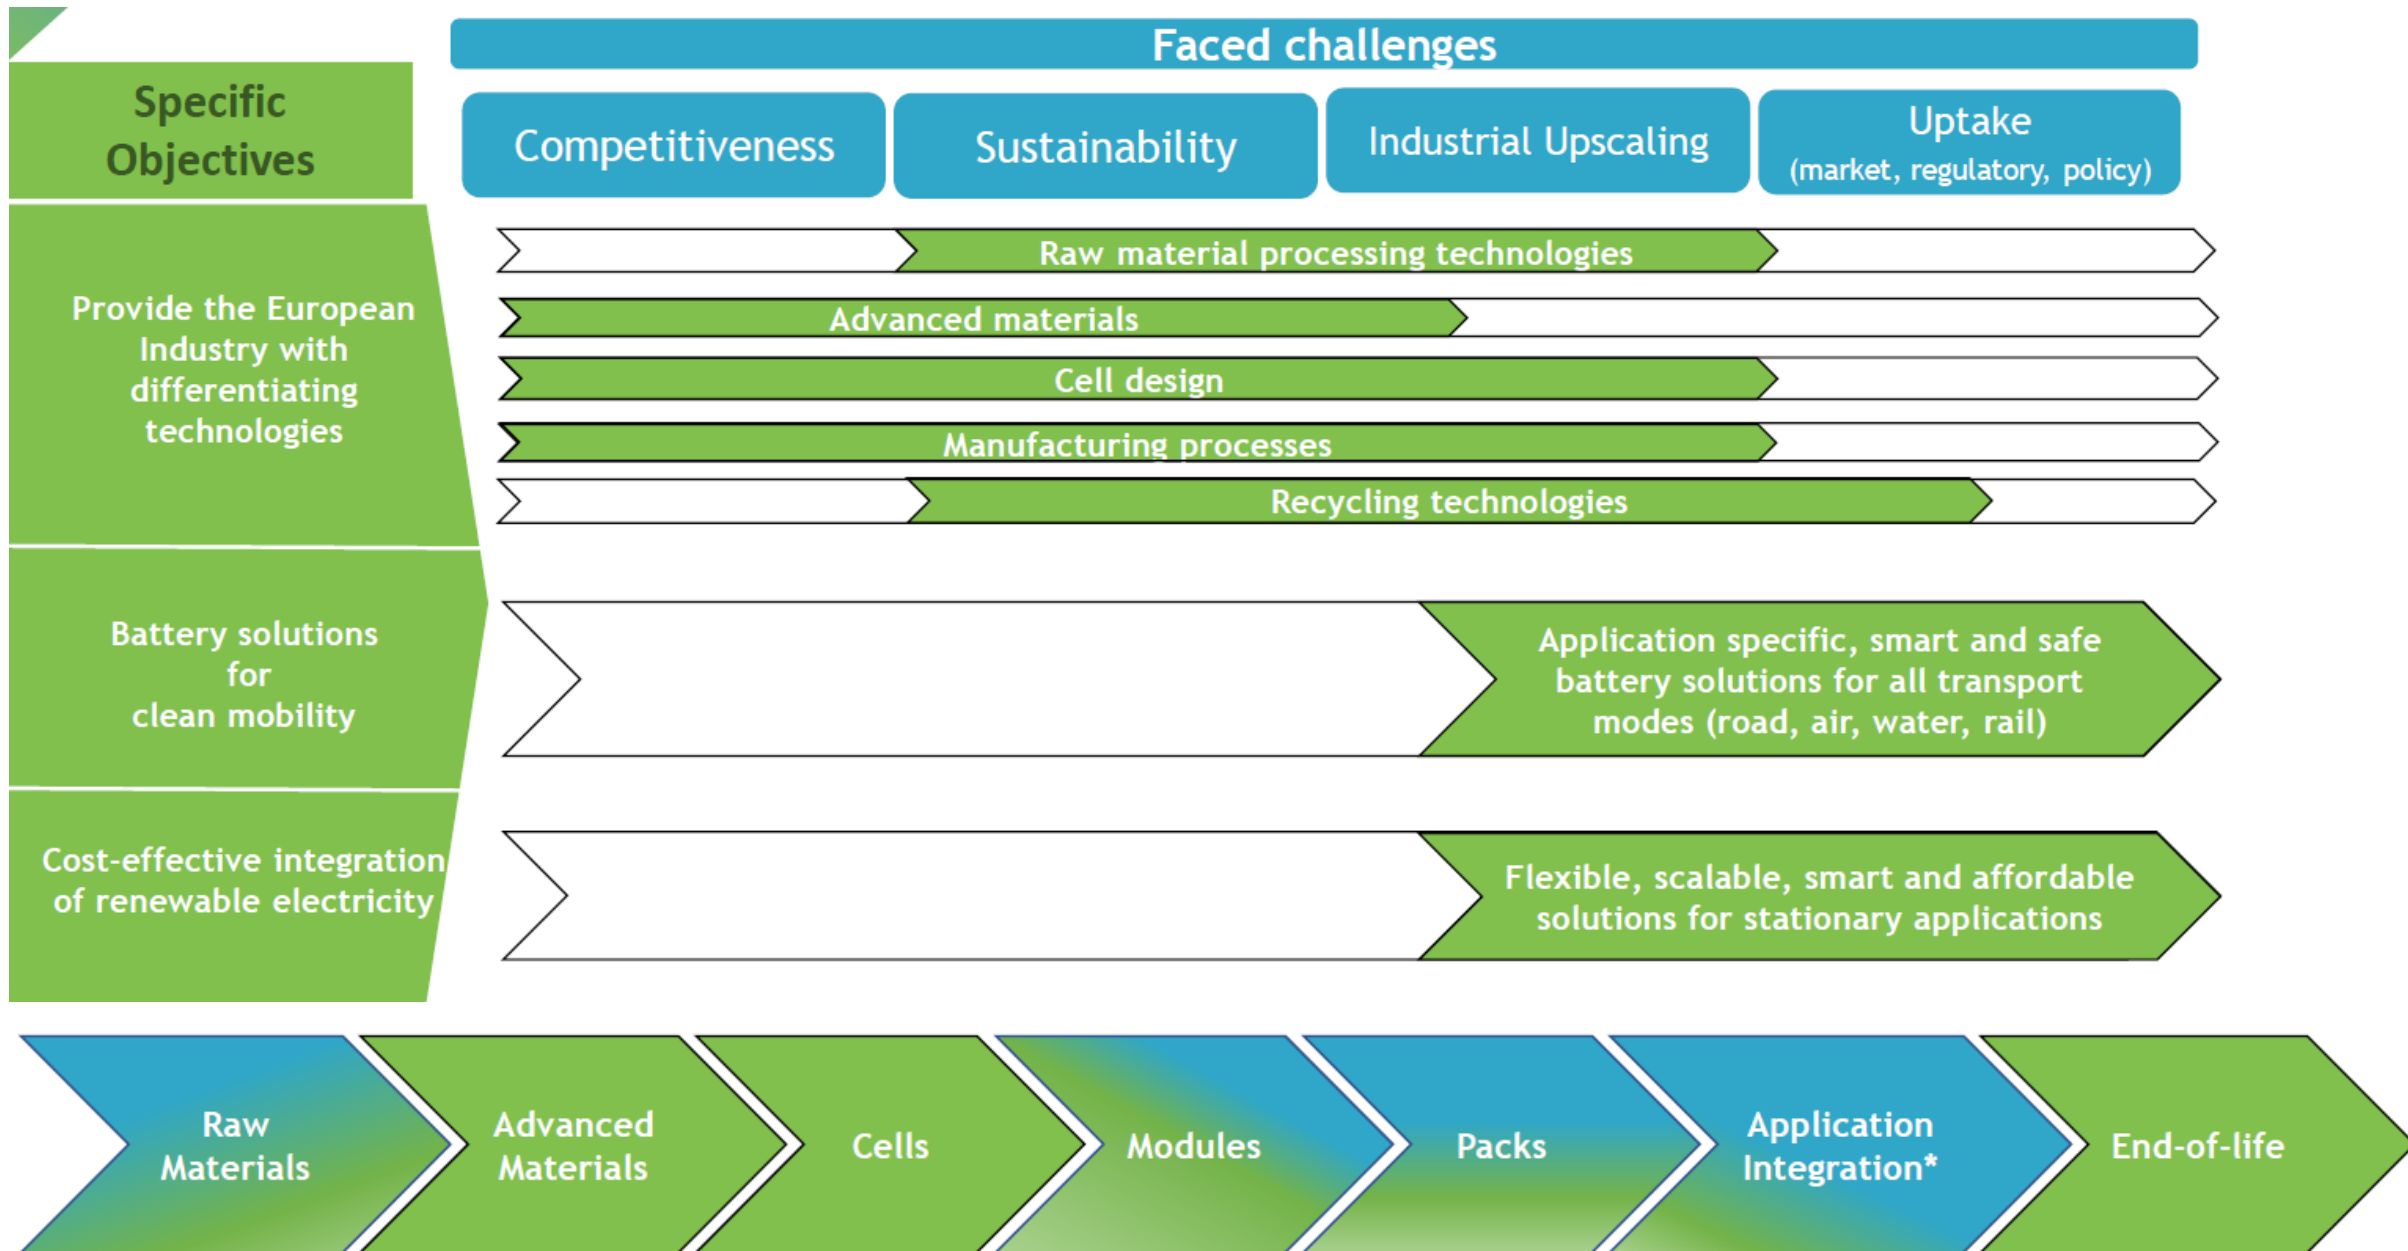 Faced challenges
Specific
Objectives
Competitiveness
Sustainability
Industrial Upscaling
Uptake
(market, regulatory, policy)
Provide the European
Industry with
differentiating
technologies
Raw material processing technologies
Advanced materials
Cell design
Manufacturing processes
Recycling technologies
Battery solutions
for
clean mobility
Application specific, smart and safe
battery solutions for all transport
modes (road, air, water, rail)
Cost-effective integration
of renewable electricity
Flexible, scalable, smart and affordable
solutions for stationary applications
Raw
Materials
Advanced
Materials
Cells
Modules
Packs
Application
Integration*
End-of-life